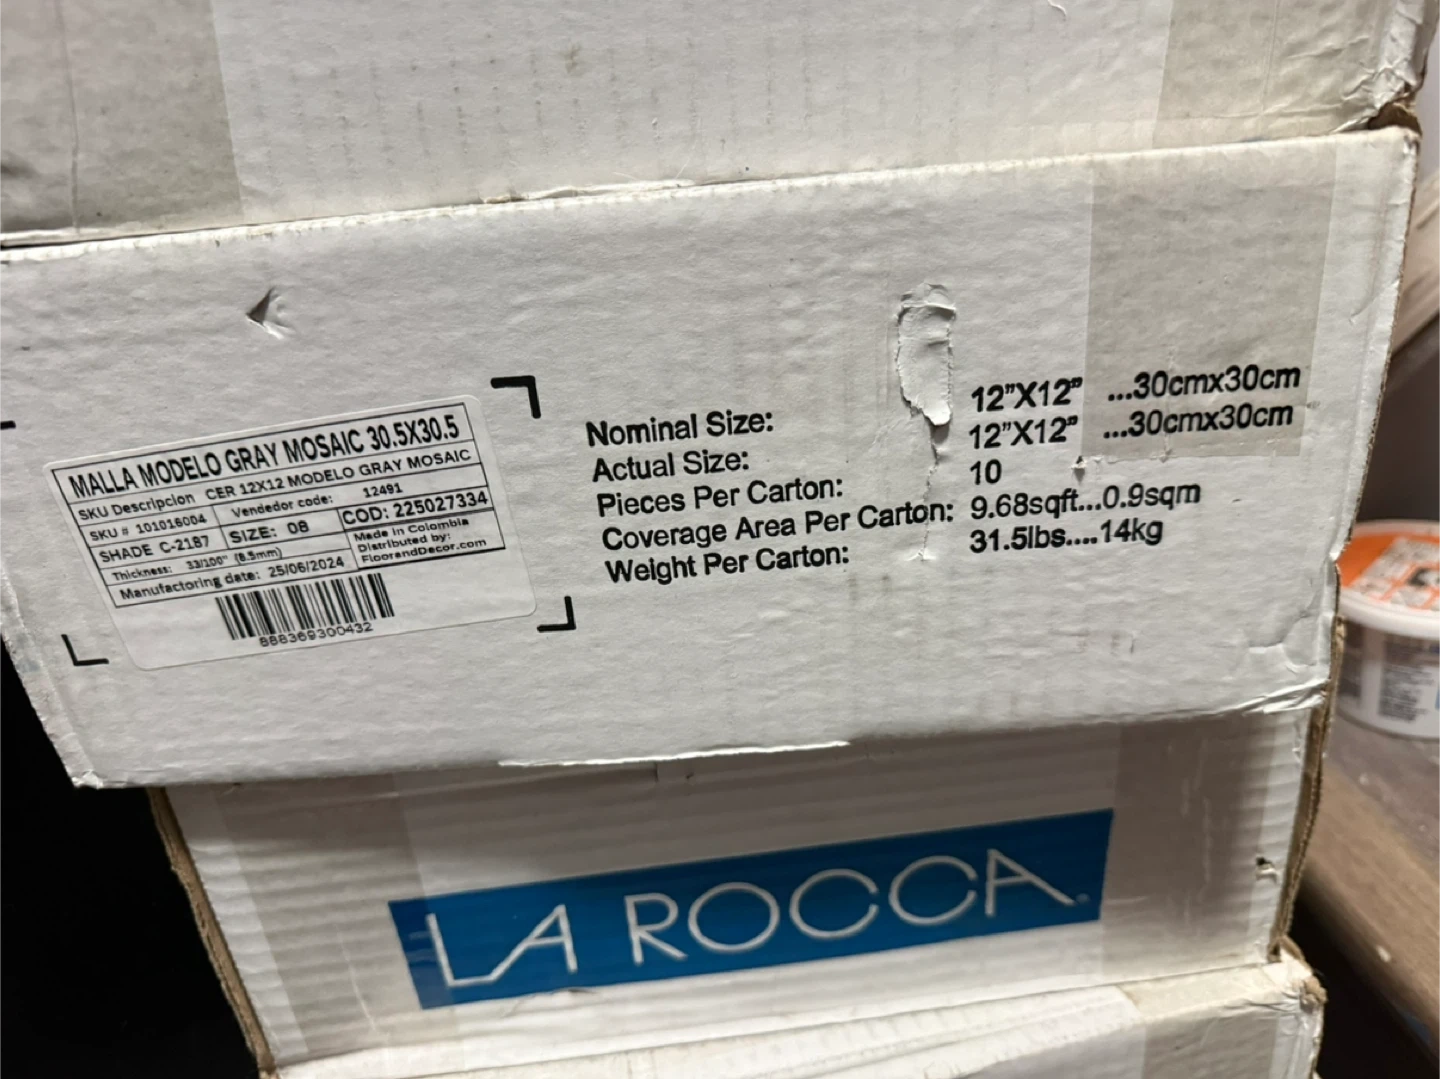 MALLA MODELO GRAY MOSAIC 30.5X30.5
SKU Descripcion CER 12X12 MODELO GRAY MOSAIC
SKU # 101016004 Vendedor code: 12491
SHADE C-2187 SIZE: 08 COD: 225027334
Thickness: 33/100" (8.5mm) Made in Colombia
Distributed by:
Manufactoring date: 25/06/2024 FloorandDecor.com
888369300432
Nominal Size: 12"X12" ...30cmx30cm
Actual Size: 12"X12" ...30cmx30cm
Pieces Per Carton: 10
Coverage Area Per Carton: 9.68sqft...0.9sqm
Weight Per Carton: 31.5lbs....14kg
LA ROCCA